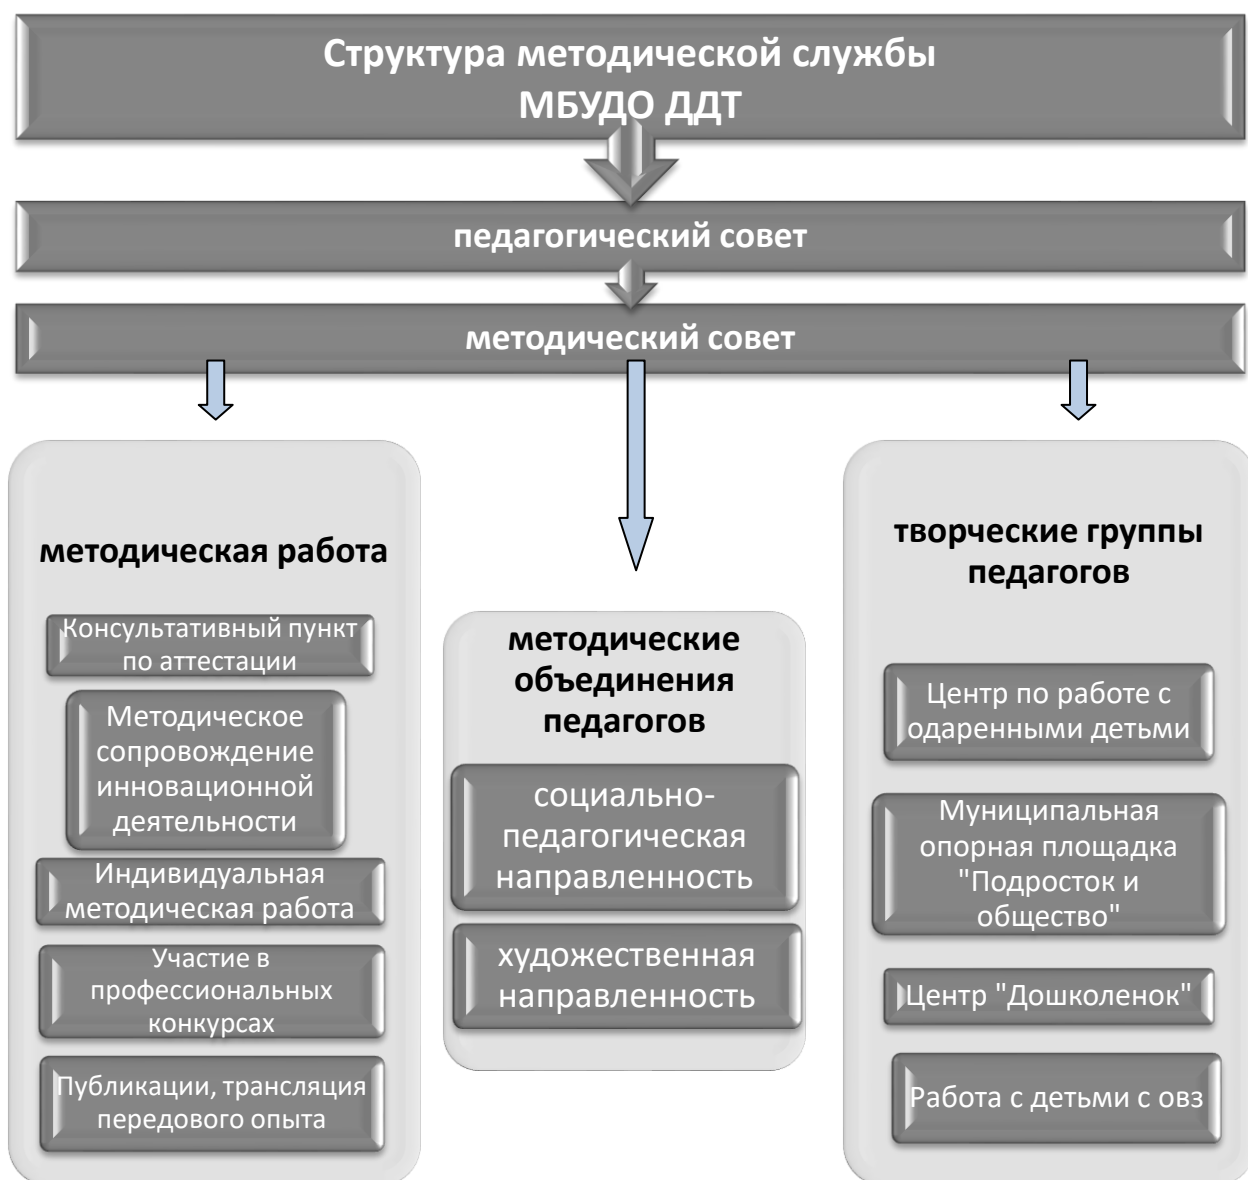 Структура методической службы
МБУДО ДДТ
педагогический совет
методический совет
методическая работа
Консультативный пункт
по аттестации
Методическое
сопровождение
инновационной
деятельности
Индивидуальная
методическая работа
Участие в
профессиональных
конкурсах
Публикации, трансляция
передового опыта
методические
объединения
педагогов
социально-
педагогическая
направленность
художественная
направленность
творческие группы
педагогов
Центр по работе с
одаренными детьми
Муниципальная
опорная площадка
"Подросток и
общество"
Центр "Дошколенок"
Работа с детьми с овз